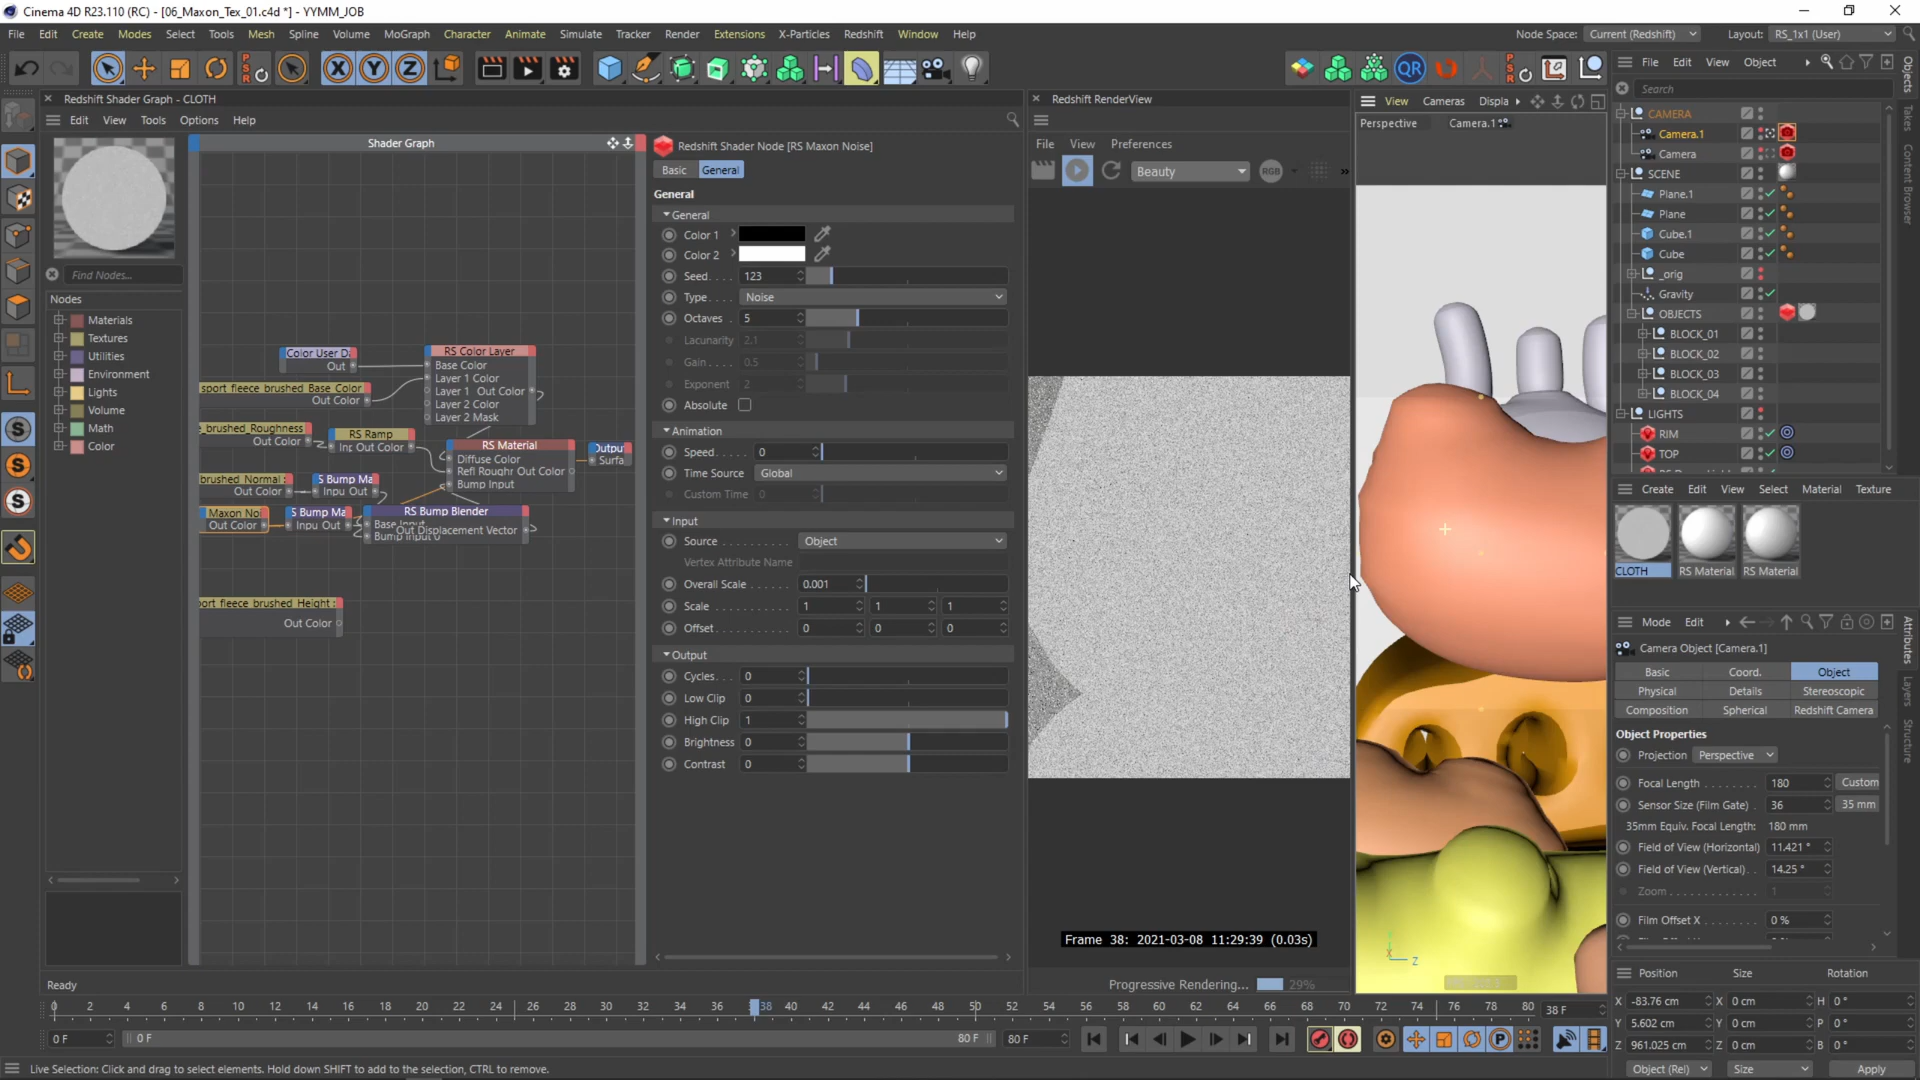 Cinema 4D R23.110 (RC) - [06_Maxon_Tex_01.c4d *] - YYMM_JOB
File Edit Create Modes Select Tools Mesh Spline Volume MoGraph Character Animate Simulate Tracker Render Extensions X-Particles Redshift Window Help
Node Space: Current (Redshift) Layout: RS_1x1 (User)
PSR X Y Z QR PSR
File Edit View Object
Search
Redshift Shader Graph - CLOTH
Edit View Tools Options Help
Find Nodes...
Nodes
Materials
Textures
Utilities
Environment
Lights
Volume
Math
Color
Shader Graph
Color User Da
Out
RS Color Layer
Base Color
Layer 1 Color
Layer 1 Out Color
Layer 2 Color
Layer 2 Mask
sport fleece brushed Base Color
Out Color
e_brushed_Roughness
Out Color
RS Ramp
Inp Out Color
RS Material
Diffuse Color
Refl Roughr Out Color
Bump Input
Outpu
Surfa
brushed Normal
Out Color
S Bump Ma
Inpu Out
Maxon Noi
Out Color
S Bump Ma
Inpu Out
RS Bump Blender
Base Input
Out Displacement Vector
Bump Input 0
port fleece brushed Height
Out Color
Redshift Shader Node [RS Maxon Noise]
Basic General
General
General
Color 1
Color 2
Seed 123
Type Noise
Octaves 5
Lacunarity 2.1
Gain 0.5
Exponent 2
Absolute
Animation
Speed 0
Time Source Global
Custom Time 0
Input
Source Object
Vertex Attribute Name
Overall Scale 0.001
Scale 1 1 1
Offset 0 0 0
Output
Cycles 0
Low Clip 0
High Clip 1
Brightness 0
Contrast 0
Redshift RenderView
File View Preferences
Beauty RGB »
Frame 38: 2021-03-08 11:29:39 (0.03s)
Progressive Rendering... 29%
View Cameras Displa
Perspective Camera.1
X Z
CAMERA
Camera.1
Camera
SCENE
Plane.1
Plane
Cube.1
Cube
_orig
Gravity
OBJECTS
BLOCK_01
BLOCK_02
BLOCK_03
BLOCK_04
LIGHTS
RIM
TOP
Objects Takes Content Browser
Create Edit View Select Material Texture
CLOTH RS Material RS Material
Mode Edit
Attributes Layers Structure
Camera Object [Camera.1]
Basic Coord. Object
Physical Details Stereoscopic
Composition Spherical Redshift Camera
Object Properties
Projection Perspective
Focal Length 180 Custom
Sensor Size (Film Gate) 36 35 mm
35mm Equiv. Focal Length: 180 mm
Field of View (Horizontal) 11.421 °
Field of View (Vertical) 14.25 °
Zoom 1
Film Offset X 0 %
Ready
0 2 4 6 8 10 12 14 16 18 20 22 24 26 28 30 32 34 36 38 40 42 44 46 48 50 52 54 56 58 60 62 64 66 68 70 72 74 76 78 80 38 F
0 F 0 F 80 F 80 F
Position Size Rotation
X -83.76 cm X 0 cm H 0 °
Y 5.602 cm Y 0 cm P 0 °
Z 961.025 cm Z 0 cm B 0 °
Object (Rel) Size Apply
Live Selection: Click and drag to select elements. Hold down SHIFT to add to the selection, CTRL to remove.